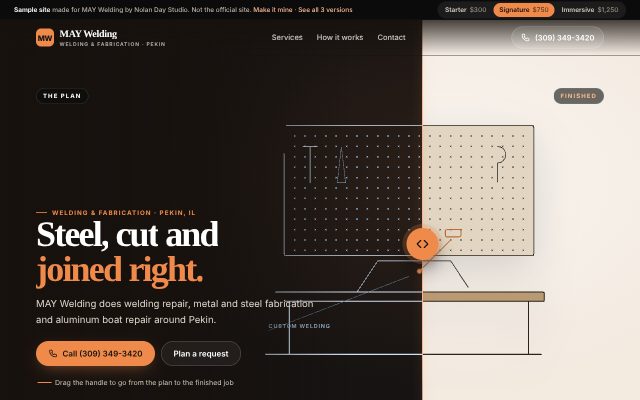 Sample site made for MAY Welding by Nolan Day Studio. Not the official site. Make it mine · See all 3 versions
Starter $300 Signature $750 Immersive $1,250
MW MAY Welding
WELDING & FABRICATION · PEKIN
Services How it works Contact
(309) 349-3420
THE PLAN
FINISHED
WELDING & FABRICATION · PEKIN, IL
Steel, cut and
joined right.
MAY Welding does welding repair, metal and steel fabrication
and aluminum boat repair around Pekin.
CUSTOM WELDING
Call (309) 349-3420
Plan a request
Drag the handle to go from the plan to the finished job